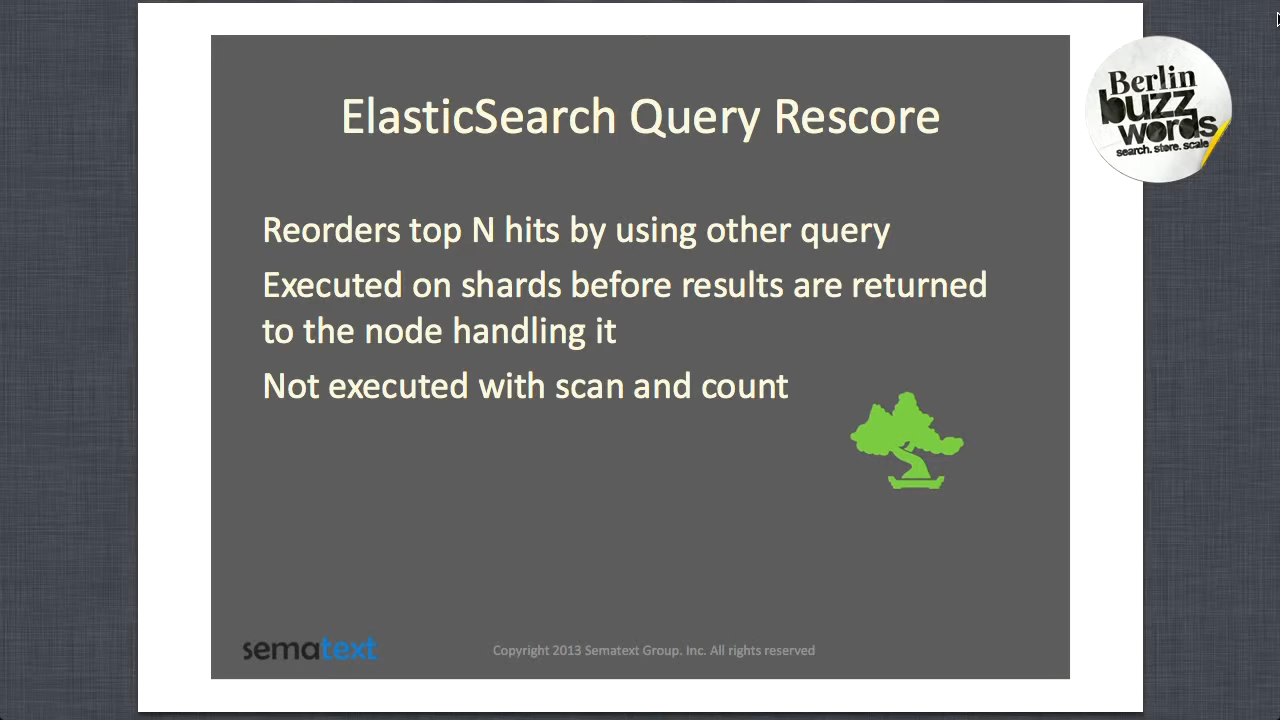 ElasticSearch Query Rescore
Berlin
buzz
words
search. store. scale
Reorders top N hits by using other query
Executed on shards before results are returned
to the node handling it
Not executed with scan and count
sematext
Copyright 2013 Sematext Group. Inc. All rights reserved